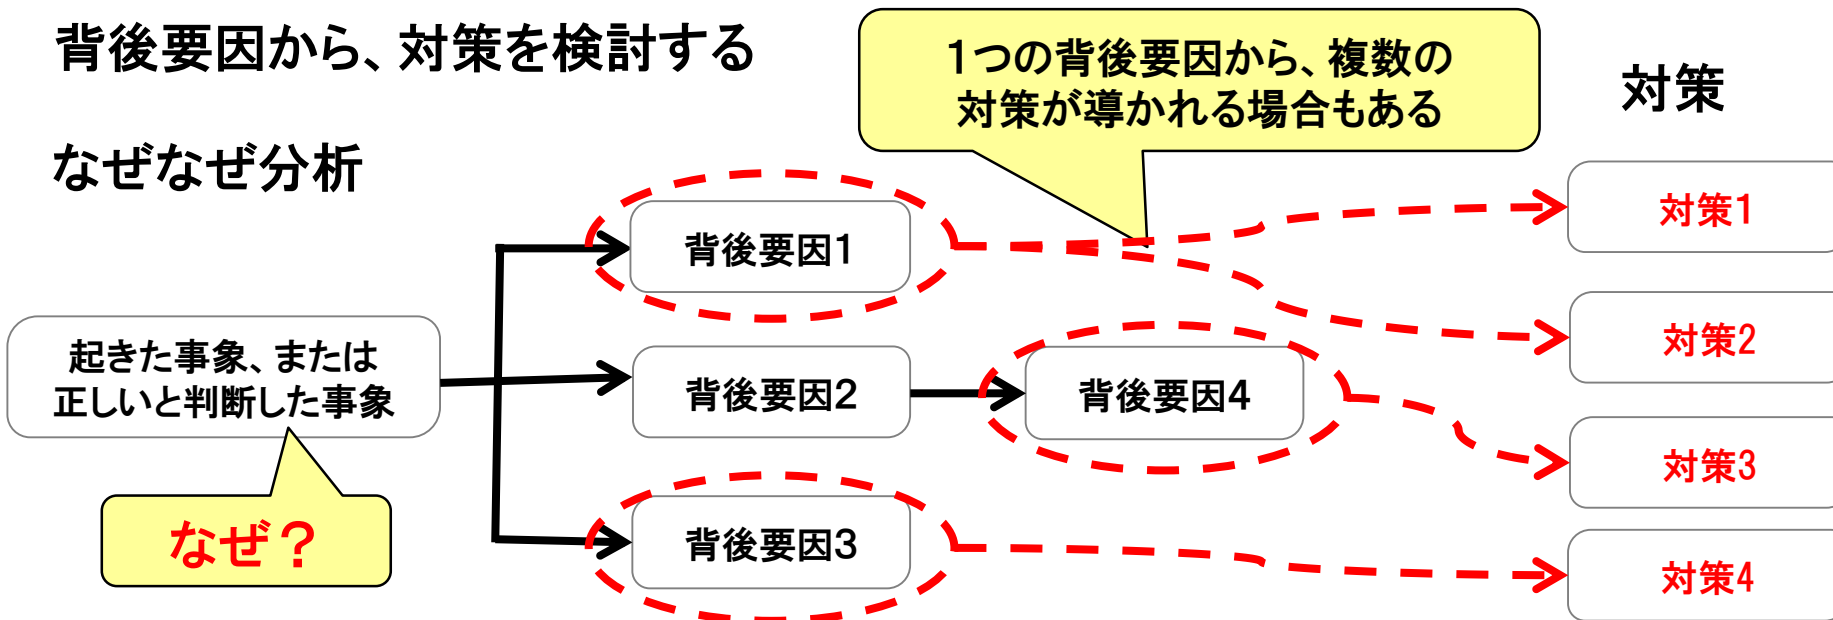 背後要因から、対策を検討する
1つの背後要因から、複数の
対策が導かれる場合もある
対策
なぜなぜ分析
対策1
背後要因1
対策2
起きた事象、または
正しいと判断した事象
背後要因2
背後要因4
対策3
なぜ？
背後要因3
対策4